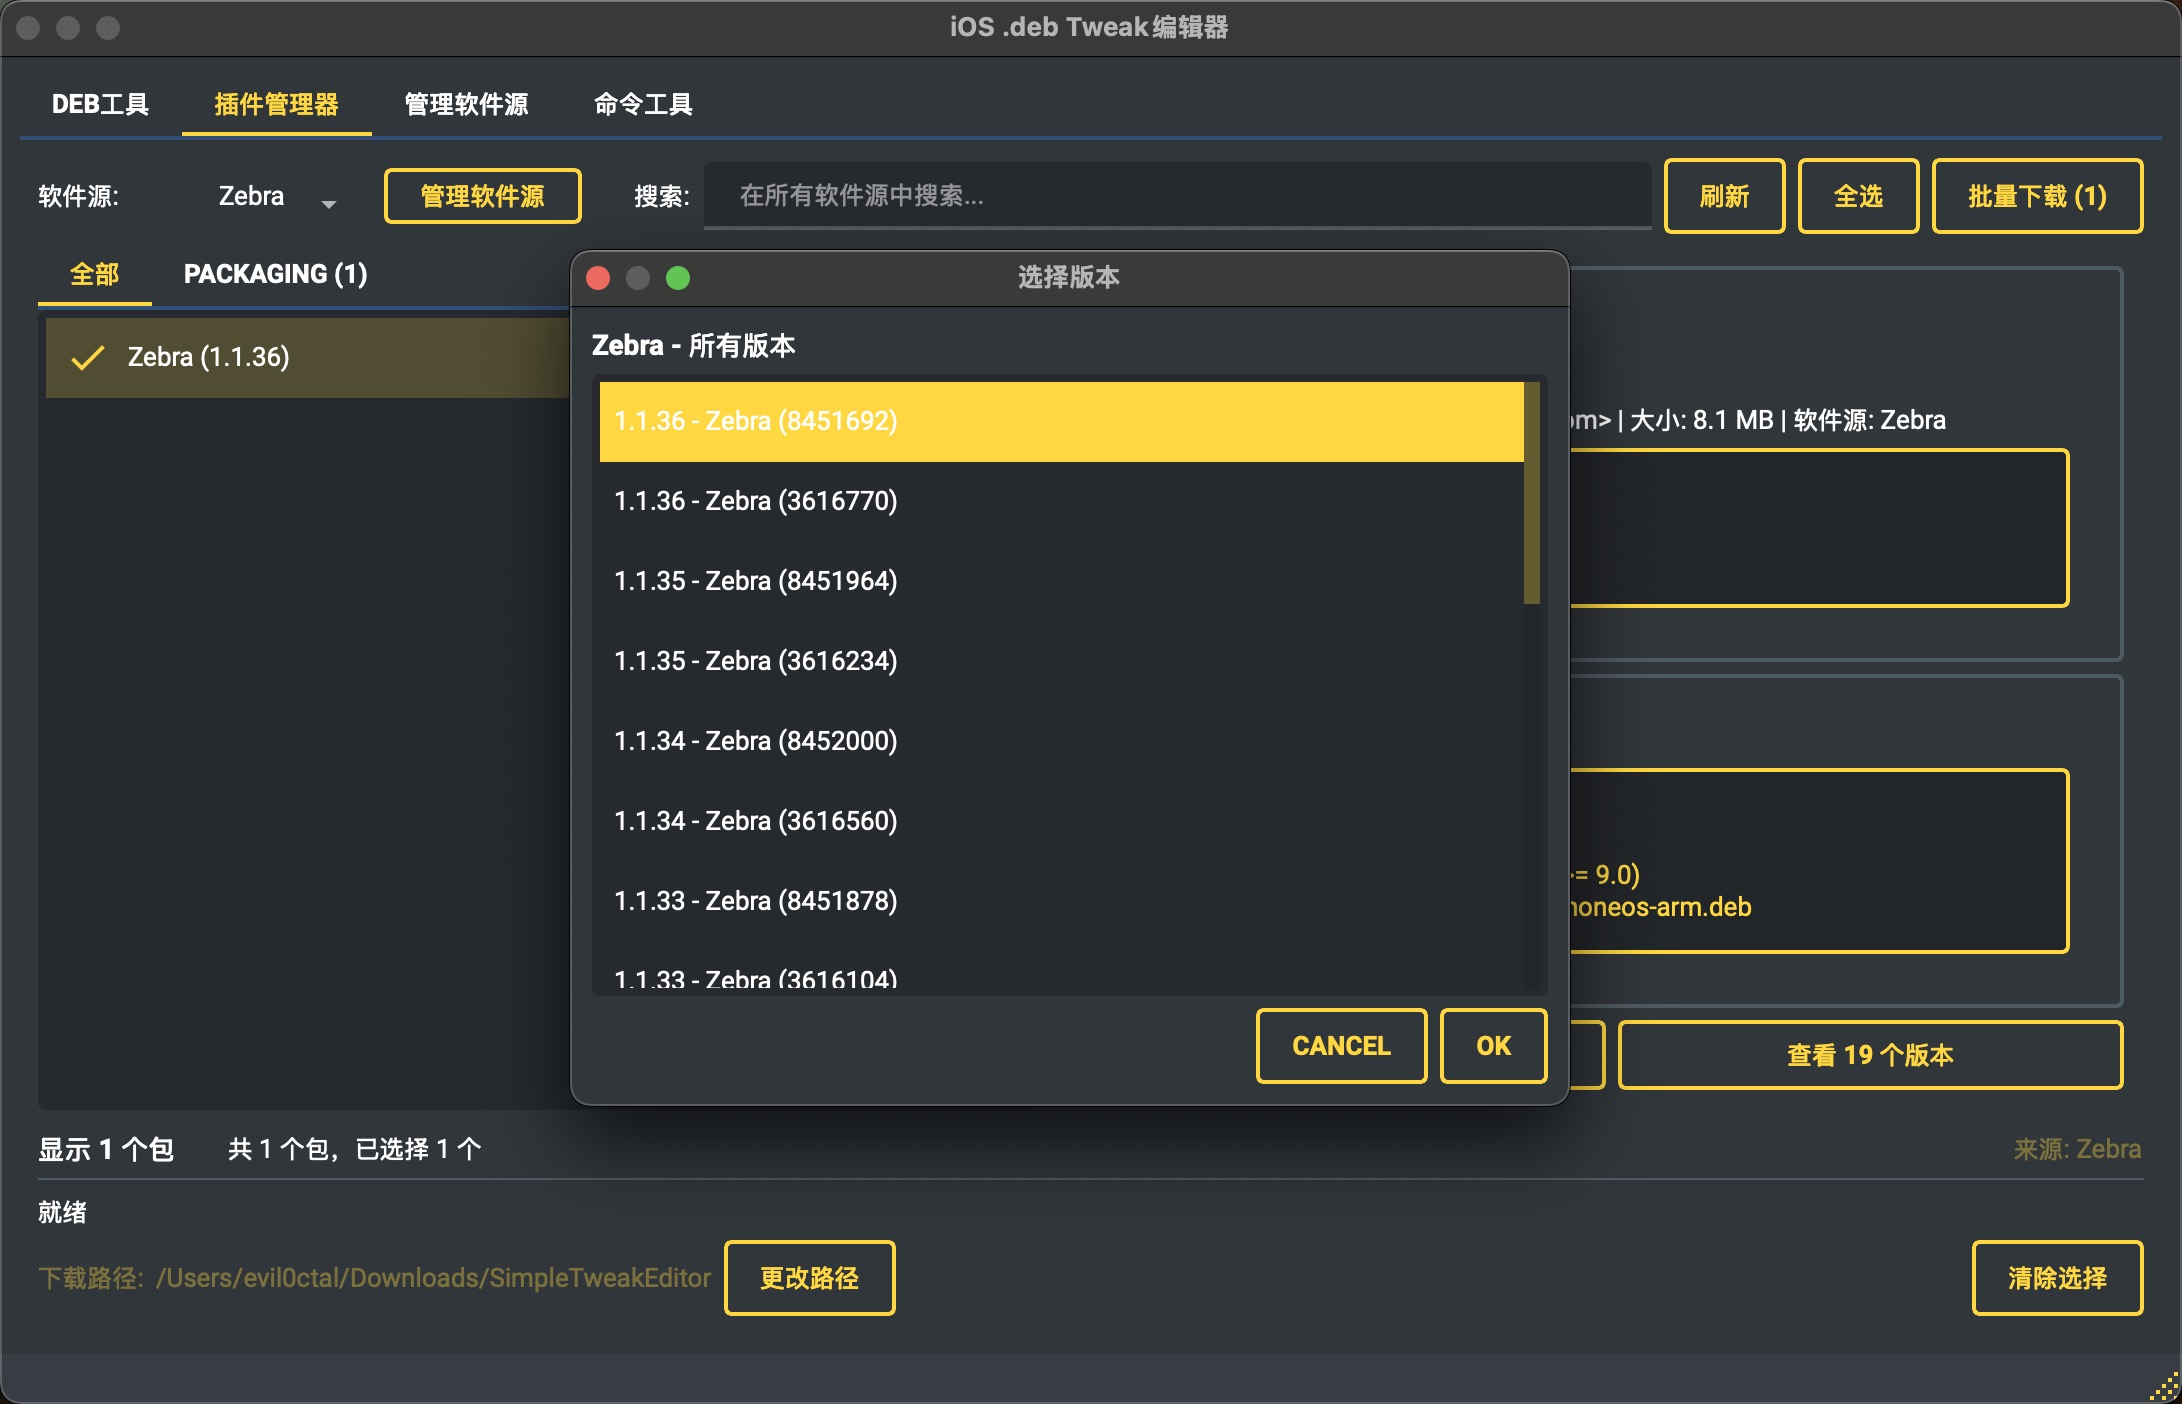 iOS .deb Tweak编辑器
DEB工具 插件管理器 管理软件源 命令工具
软件源: Zebra 管理软件源 搜索: 在所有软件源中搜索... 刷新 全选 批量下载 (1)
全部 PACKAGING (1)
Zebra (1.1.36)
选择版本
Zebra - 所有版本
1.1.36 - Zebra (8451692)
1.1.36 - Zebra (3616770)
1.1.35 - Zebra (8451964)
1.1.35 - Zebra (3616234)
1.1.34 - Zebra (8452000)
1.1.34 - Zebra (3616560)
1.1.33 - Zebra (8451878)
1.1.33 - Zebra (3616104)
CANCEL OK
| 大小: 8.1 MB | 软件源: Zebra
= 9.0)
oneos-arm.deb
查看 19 个版本
显示 1 个包 共 1 个包，已选择 1 个 来源: Zebra
就绪
下载路径：/Users/evil0ctal/Downloads/SimpleTweakEditor 更改路径 清除选择